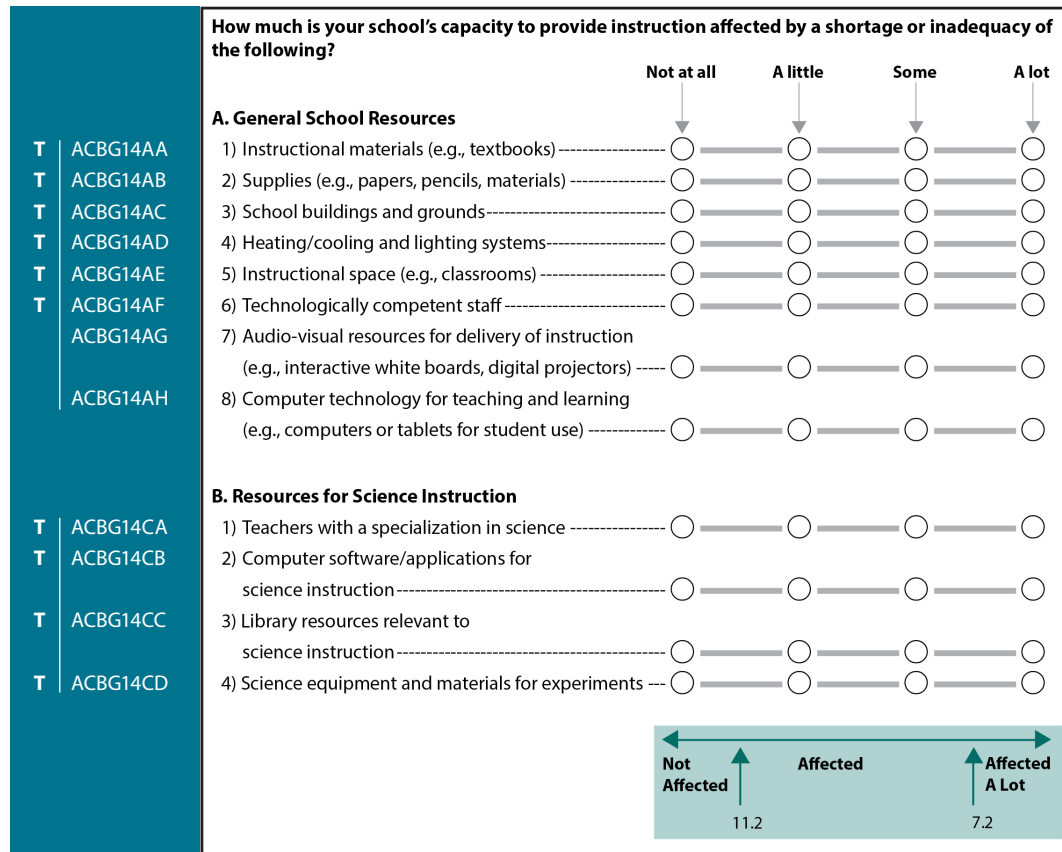 How much is your school’s capacity to provide instruction affected by a shortage or inadequacy of
the following?
Not at all A little Some A lot
A. General School Resources
T ACBG14AA 1) Instructional materials (e.g., textbooks)
T ACBG14AB 2) Supplies (e.g., papers, pencils, materials)
T ACBG14AC 3) School buildings and grounds
T ACBG14AD 4) Heating/cooling and lighting systems
T ACBG14AE 5) Instructional space (e.g., classrooms)
T ACBG14AF 6) Technologically competent staff
ACBG14AG 7) Audio-visual resources for delivery of instruction
(e.g., interactive white boards, digital projectors)
ACBG14AH 8) Computer technology for teaching and learning
(e.g., computers or tablets for student use)
B. Resources for Science Instruction
T ACBG14CA 1) Teachers with a specialization in science
T ACBG14CB 2) Computer software/applications for
science instruction
T ACBG14CC 3) Library resources relevant to
science instruction
T ACBG14CD 4) Science equipment and materials for experiments
Not Affected Affected
Affected A Lot
11.2 7.2